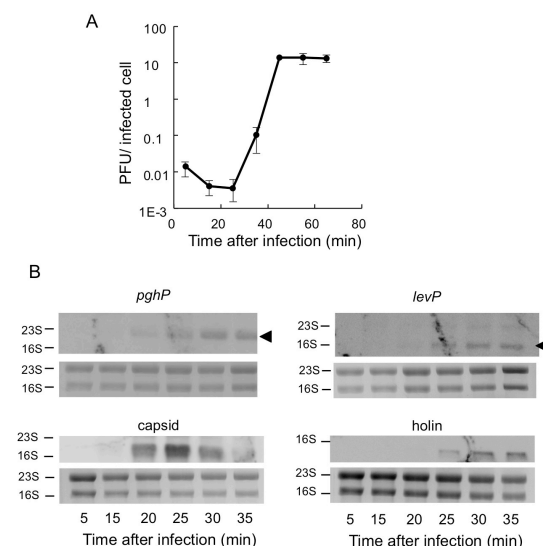 A
100
10
1
0.1
0.01
1E-3
PFU/ infected cell
0 20 40 60 80
Time after infection (min)
B
pghP levP
23S
16S
23S
16S
23S
16S
23S
16S
capsid holin
23S
16S
16S
23S
16S
23S
16S
5 15 20 25 30 35 5 15 20 25 30 35
Time after infection (min) Time after infection (min)